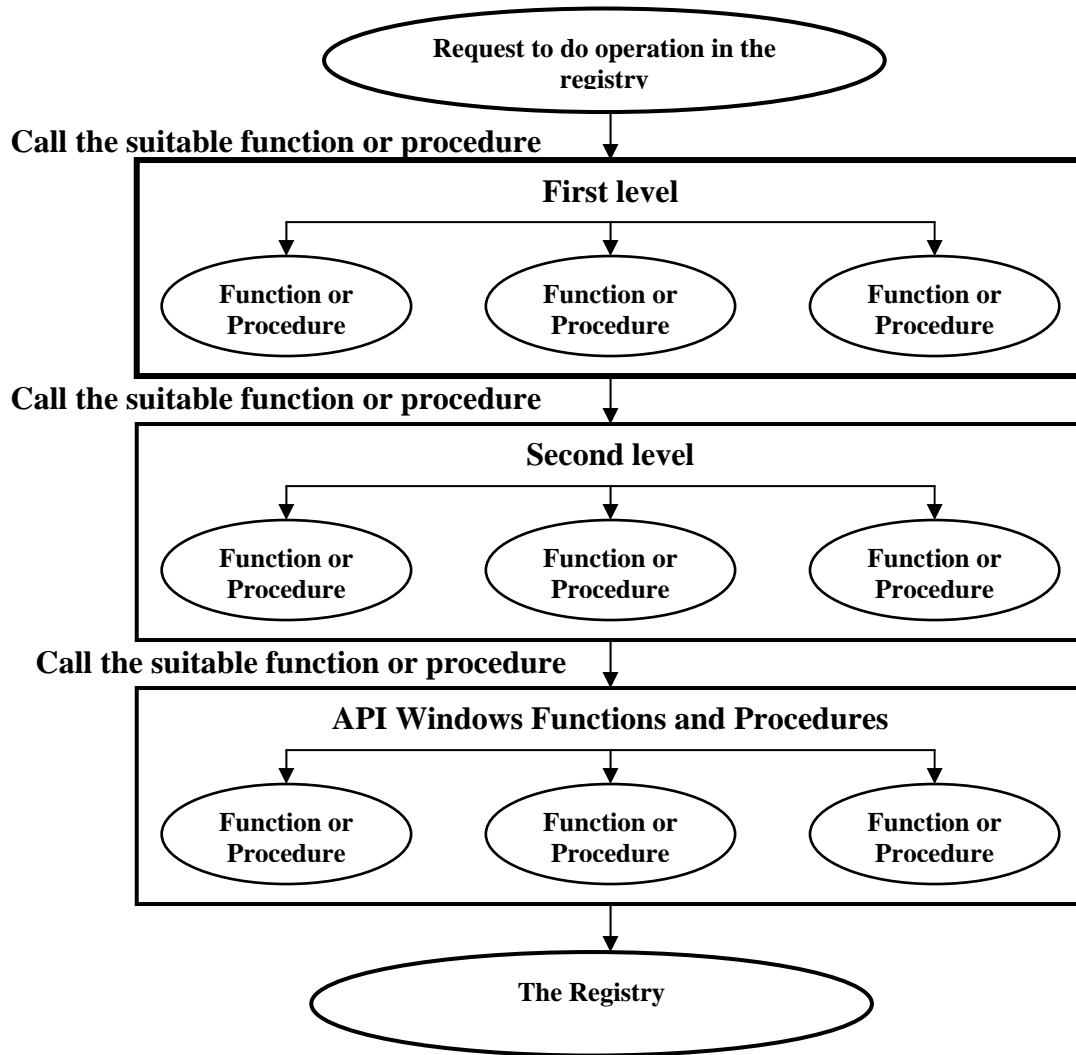 Request to do operation in the
registry
Call the suitable function or procedure
First level
Function or
Procedure
Function or
Procedure
Function or
Procedure
Call the suitable function or procedure
Second level
Function or
Procedure
Function or
Procedure
Function or
Procedure
Call the suitable function or procedure
API Windows Functions and Procedures
Function or
Procedure
Function or
Procedure
Function or
Procedure
The Registry